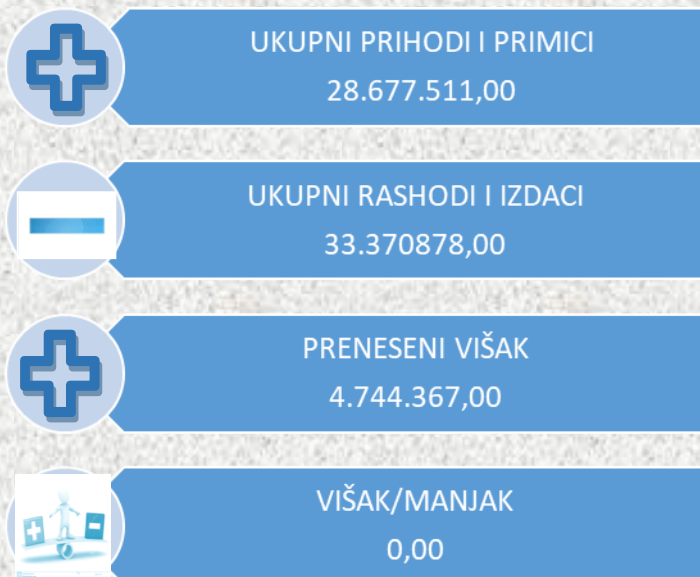 UKUPNI PRIHODI I PRIMICI
28.677.511,00
UKUPNI RASHODI I IZDACI
33.370878,00
PRENESENI VIŠAK
4.744.367,00
VIŠAK/MANJAK
0,00